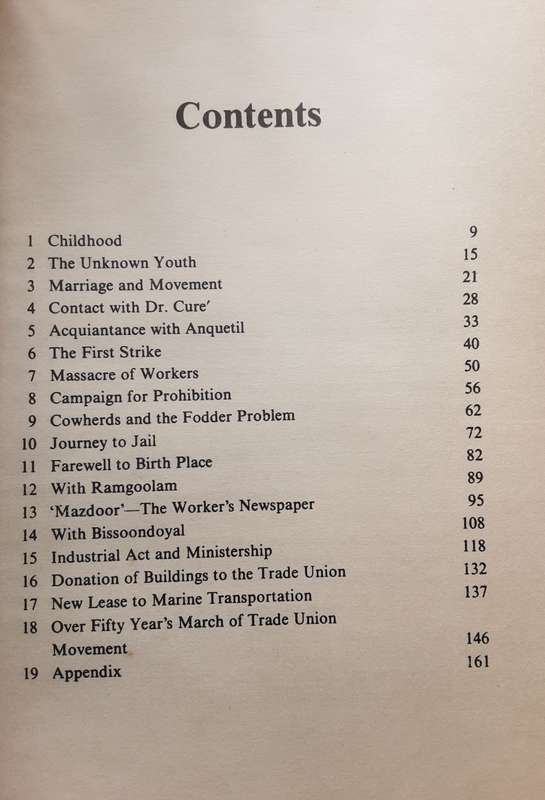 Contents
1 Childhood 9
2 The Unknown Youth 15
3 Marriage and Movement 21
4 Contact with Dr. Cure' 28
5 Acquiantance with Anquetil 33
6 The First Strike 40
7 Massacre of Workers 50
8 Campaign for Prohibition 56
9 Cowherds and the Fodder Problem 62
10 Journey to Jail 72
11 Farewell to Birth Place 82
12 With Ramgoolam 89
13 ‘Mazdoor’—The Worker's Newspaper 95
14 With Bissoondoyal 108
15 Industrial Act and Ministership 118
16 Donation of Buildings to the Trade Union 132
17 New Lease to Marine Transportation 137
18 Over Fifty Year's March of Trade Union
Movement 146
19 Appendix 161